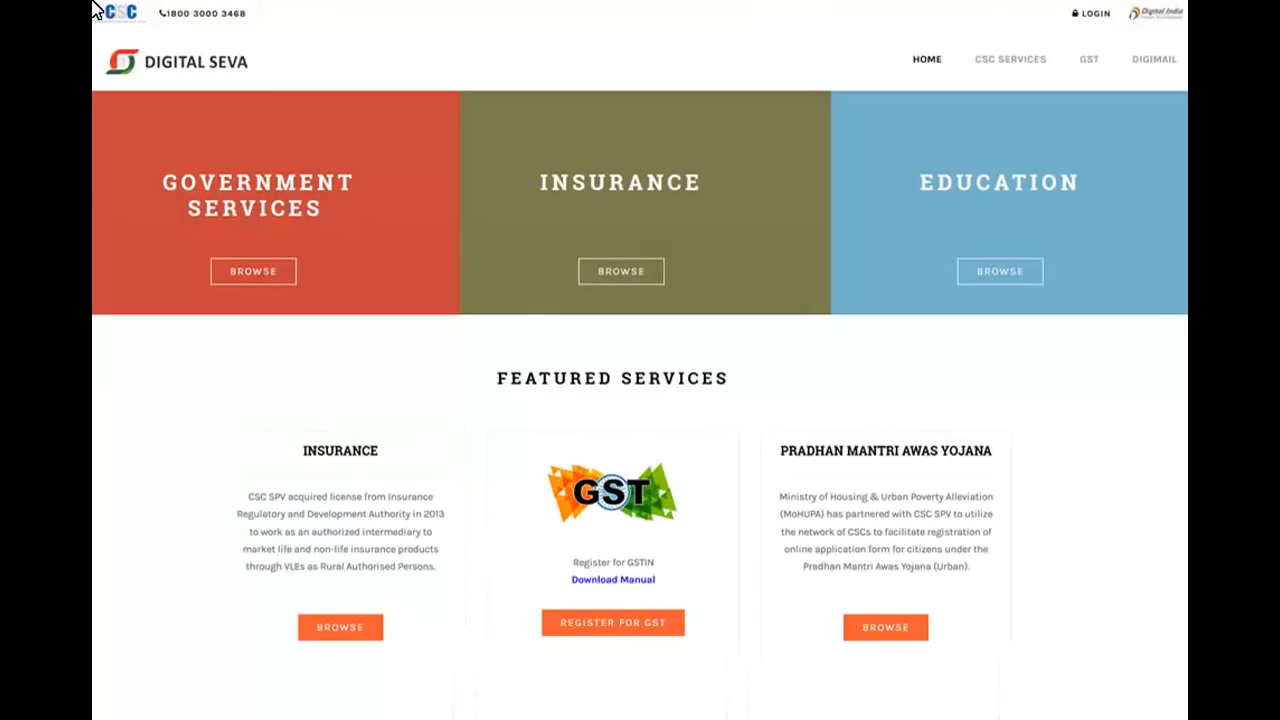 CSC
1800 3000 3468
LOGIN
Digital India
DIGITAL SEVA
HOME
CSC SERVICES
GST
DIGIMAIL
GOVERNMENT
SERVICES
BROWSE
INSURANCE
BROWSE
EDUCATION
BROWSE
FEATURED SERVICES
INSURANCE
CSC SPV acquired license from Insurance
Regulatory and Development Authority in 2013
to work as an authorized intermediary to
market life and non-life insurance products
through VLEs as Rural Authorised Persons.
BROWSE
GST
Register for GSTIN
Download Manual
REGISTER FOR GST
PRADHAN MANTRI AWAS YOJANA
Ministry of Housing & Urban Poverty Alleviation
(MoHUPA) has partnered with CSC SPV to utilize
the network of CSCs to facilitate registration of
online application form for citizens under the
Pradhan Mantri Awas Yojana (Urban).
BROWSE